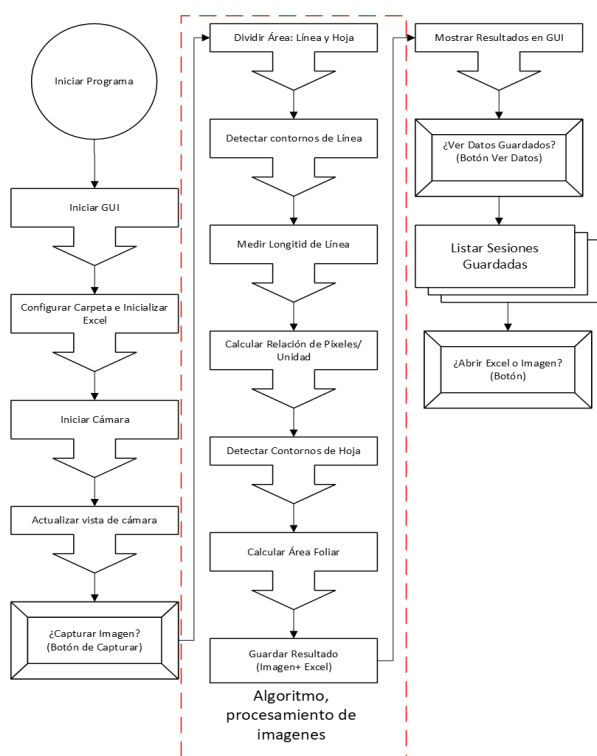 Iniciar Programa
Iniciar GUI
Configurar Carpeta e Inicializar
Excel
Iniciar Cámara
Actualizar vista de cámara
¿Capturar Imagen?
(Botón de Capturar)
Dividir Área: Línea y Hoja
Detectar contornos de Línea
Medir Longitid de Línea
Calcular Relación de Píxeles/
Unidad
Detectar Contornos de Hoja
Calcular Área Foliar
Guardar Resultado
(Imagen+ Excel)
Algoritmo,
procesamiento de
imagenes
Mostrar Resultados en GUI
¿Ver Datos Guardados?
(Botón Ver Datos)
Listar Sesiones
Guardadas
¿Abrir Excel o Imagen?
(Botón)